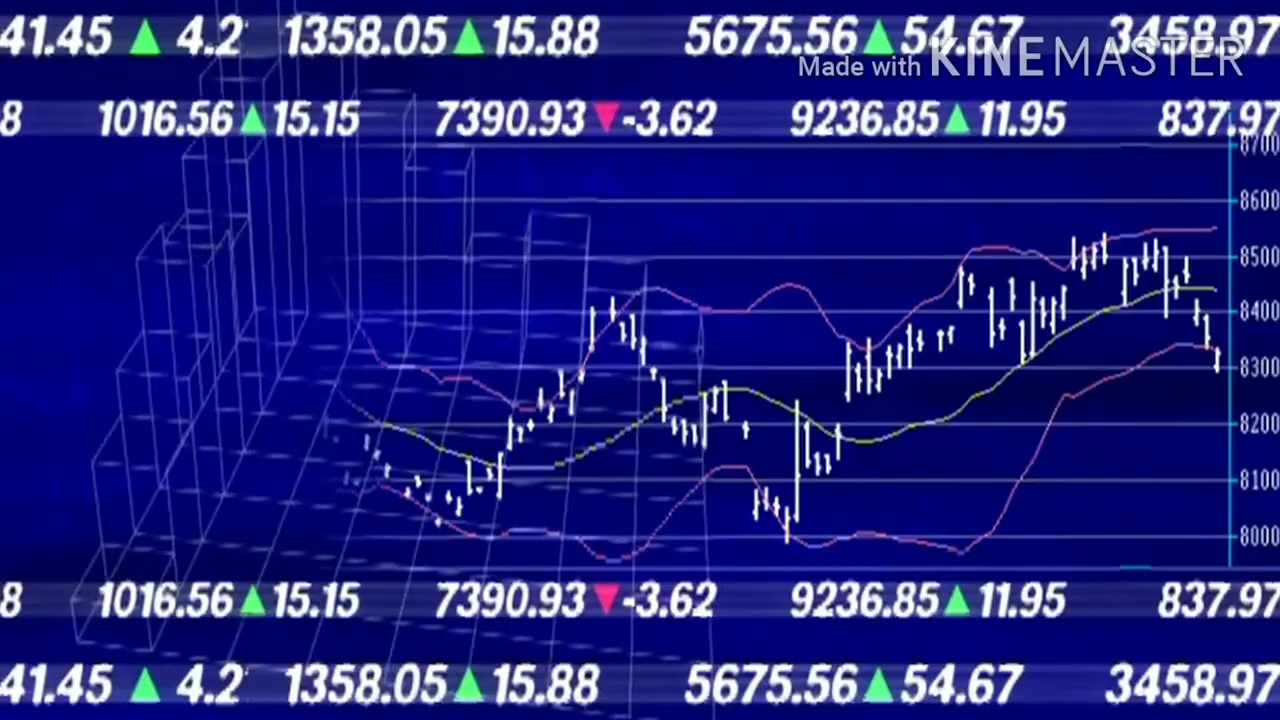 41.45 ▲ 4.2 1358.05 ▲ 15.88 5675.56 ▲ 54.67 3458.97
Made with KINEMASTER
8 1016.56 ▲ 15.15 7390.93 ▼ -3.62 9236.85 ▲ 11.95 837.97
8700
8600
8500
8400
8300
8200
8100
8000
8 1016.56 ▲ 15.15 7390.93 ▼ -3.62 9236.85 ▲ 11.95 837.97
41.45 ▲ 4.2 1358.05 ▲ 15.88 5675.56 ▲ 54.67 3458.97